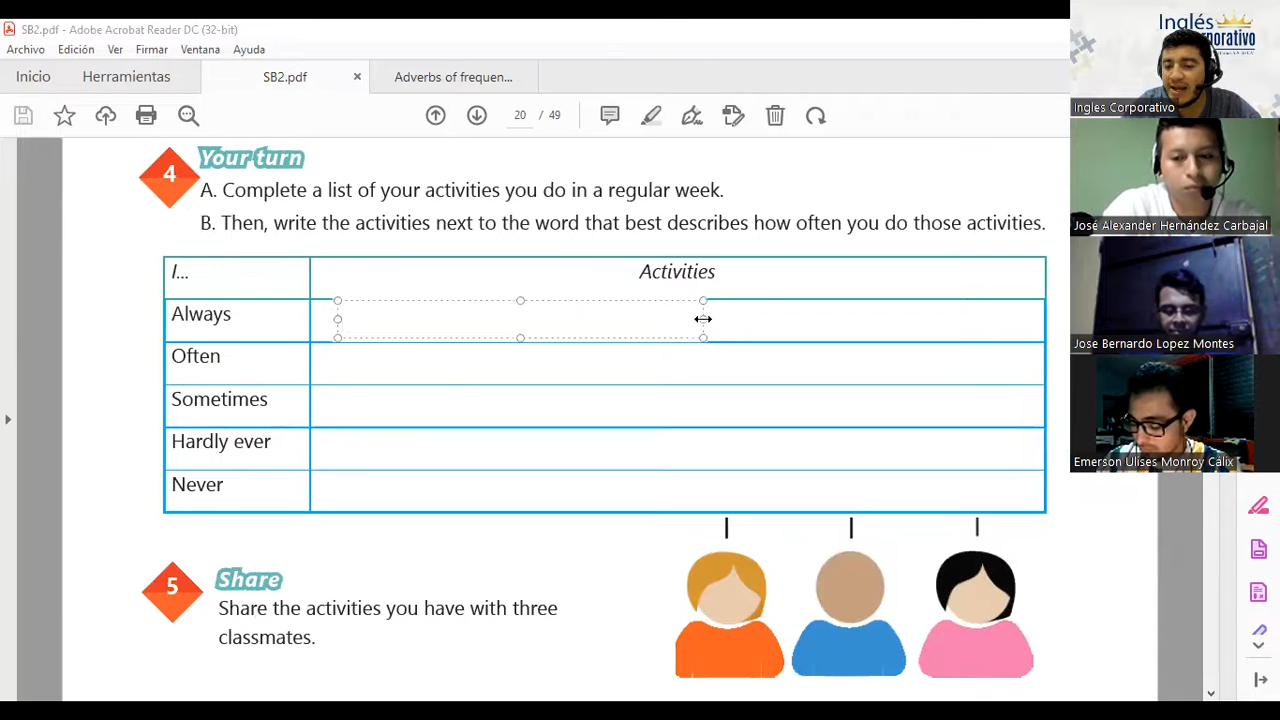 SB2.pdf - Adobe Acrobat Reader DC (32-bit)
Archivo Edición Ver Firmar Ventana Ayuda
Inicio Herramientas SB2.pdf × Adverbs of frequen...
20 / 49
4 Your turn
A. Complete a list of your activities you do in a regular week.
B. Then, write the activities next to the word that best describes how often you do those activities.
I... Activities
Always
Often
Sometimes
Hardly ever
Never
5 Share
Share the activities you have with three
classmates.
Inglés
Ingles Corporativo
José Alexander Hernández Carbajal
Jose Bernardo Lopez Montes
Emerson Ulises Monroy Cálix